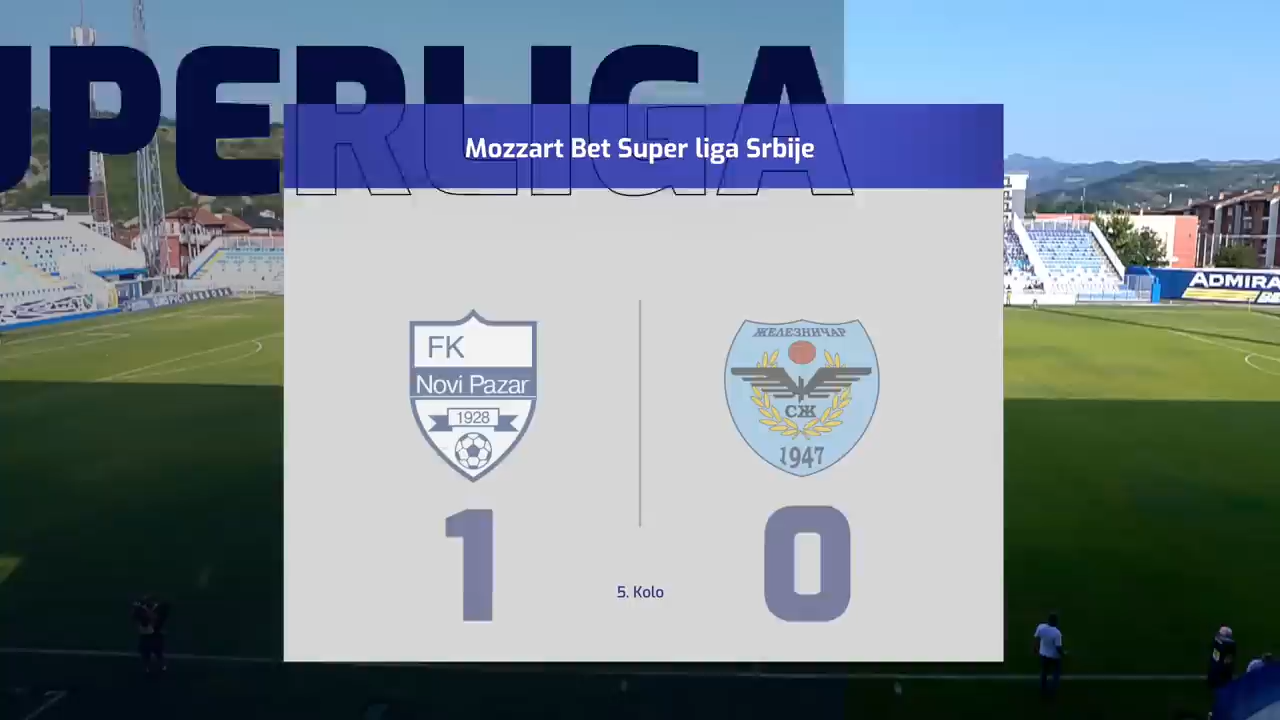 UPERLIGA
Mozzart Bet Super liga Srbije
ADMIRA
FK
Novi Pazar
1928
ЖЕЛЕЗНИЧАР
СЖ
1947
1
0
5. Kolo